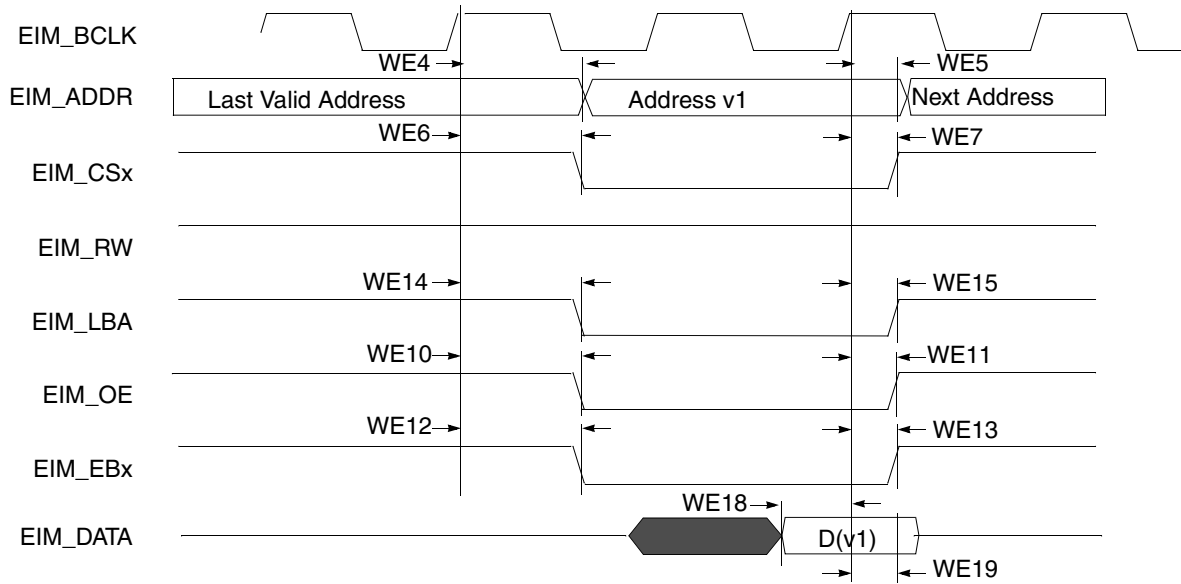 EIM_BCLK
WE4
WE5
EIM_ADDR
Last Valid Address
Address v1
Next Address
WE6
WE7
EIM_CSx
EIM_RW
WE14
WE15
EIM_LBA
WE10
WE11
EIM_OE
WE12
WE13
EIM_EBx
WE18
EIM_DATA
D(v1)
WE19